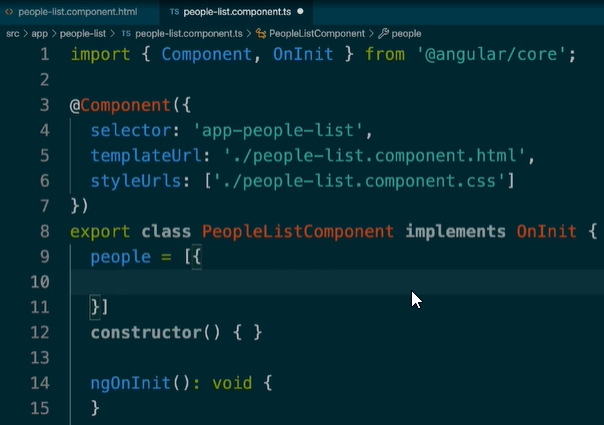 people-list.component.html TS people-list.component.ts
src > app > people-list > TS people-list.component.ts > PeopleListComponent > people
1 import { Component, OnInit } from '@angular/core';
2
3 @Component({
4 selector: 'app-people-list',
5 templateUrl: './people-list.component.html',
6 styleUrls: ['./people-list.component.css']
7 })
8 export class PeopleListComponent implements OnInit {
9 people = [{
10
11 }]
12 constructor() { }
13
14 ngOnInit(): void {
15 }